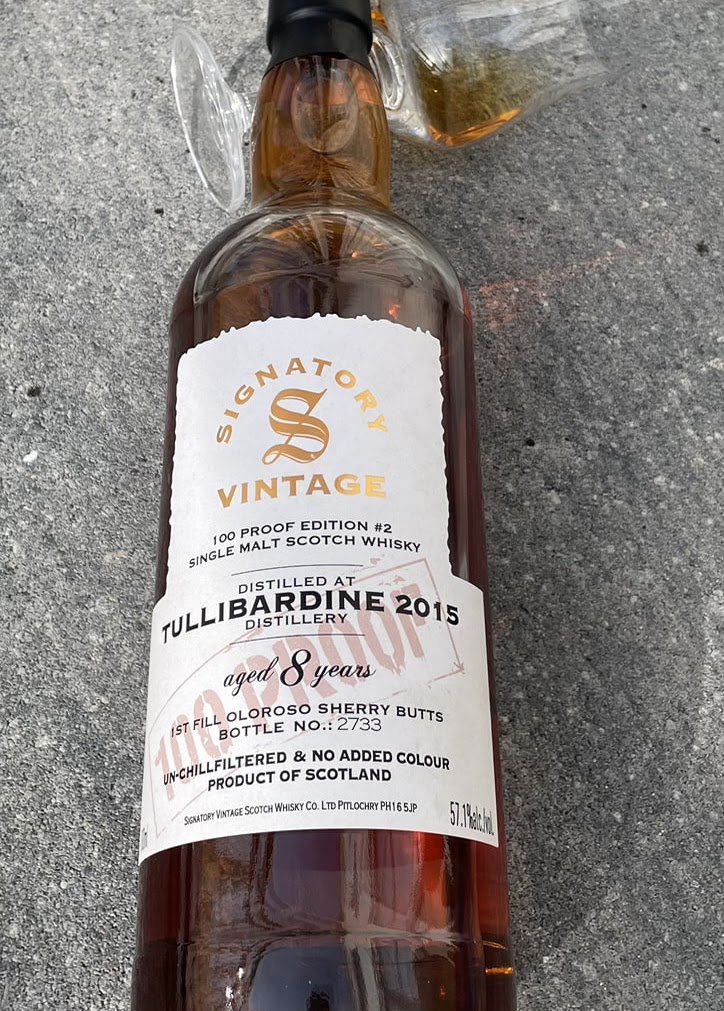 SIGNATORY
S
VINTAGE
100 PROOF EDITION #2
SINGLE MALT SCOTCH WHISKY
DISTILLED AT
TULLIBARDINE 2015
DISTILLERY
100 PROOF
aged 8 years
1ST FILL OLOROSO SHERRY BUTTS
BOTTLE NO.: 2733
UN-CHILLFILTERED & NO ADDED COLOUR
PRODUCT OF SCOTLAND
SIGNATORY VINTAGE SCOTCH WHISKY CO. LTD PITLOCHRY PH16 5JP
57.1%alc./vol.